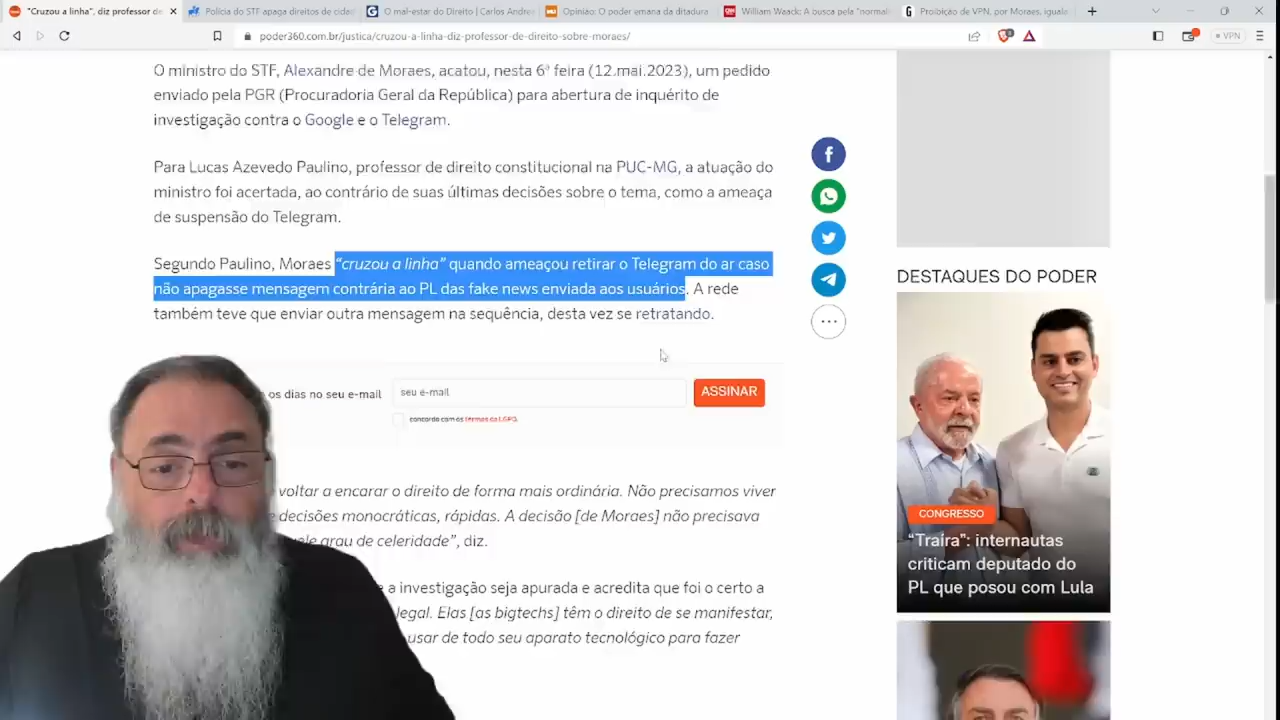 "Cruzou a linha", diz professor de
Polícia do STF apaga direitos de cidad
O mal-estar do Direito | Carlos Andrea
Opinião: O poder emana da ditadura
William Waack: A busca pela "normal
Proibição de VPN, por Moraes, iguala
poder360.com.br/justica/cruzou-a-linha-diz-professor-de-direito-sobre-moraes/
VPN
O ministro do STF, Alexandre de Moraes, acatou, nesta 6ª feira (12.mai.2023), um pedido
enviado pela PGR (Procuradoria Geral da República) para abertura de inquérito de
investigação contra o Google e o Telegram.
Para Lucas Azevedo Paulino, professor de direito constitucional na PUC-MG, a atuação do
ministro foi acertada, ao contrário de suas últimas decisões sobre o tema, como a ameaça
de suspensão do Telegram.
Segundo Paulino, Moraes "cruzou a linha" quando ameaçou retirar o Telegram do ar caso
não apagasse mensagem contrária ao PL das fake news enviada aos usuários. A rede
também teve que enviar outra mensagem na sequência, desta vez se retratando.
os dias no seu e-mail
seu e-mail
ASSINAR
concordo com os termos da LGPD.
voltar a encarar o direito de forma mais ordinária. Não precisamos viver
decisões monocráticas, rápidas. A decisão [de Moraes] não precisava
grau de celeridade", diz.
e a investigação seja apurada e acredita que foi o certo a
legal. Elas [as bigtechs] têm o direito de se manifestar,
usar de todo seu aparato tecnológico para fazer
DESTAQUES DO PODER
CONGRESSO
"Traíra": internautas
criticam deputado do
PL que posou com Lula